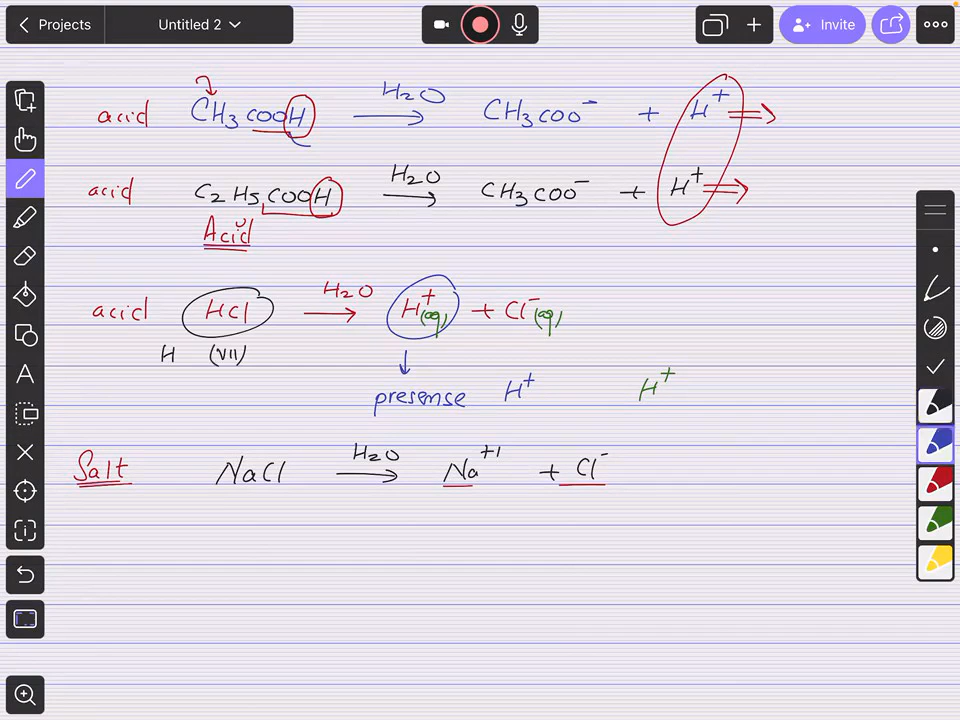 Projects Untitled 2 Invite
acid CH3COOH H2O → CH3COO⁻ + H⁺ ⇒
acid C2H5COOH H2O → CH3COO⁻ + H⁺ ⇒
Acid
acid HCl H2O → H⁺(aq) + Cl⁻(aq)
H (VII)
↓
presense H⁺ H⁺
Salt NaCl H2O → Na⁺¹ + Cl⁻